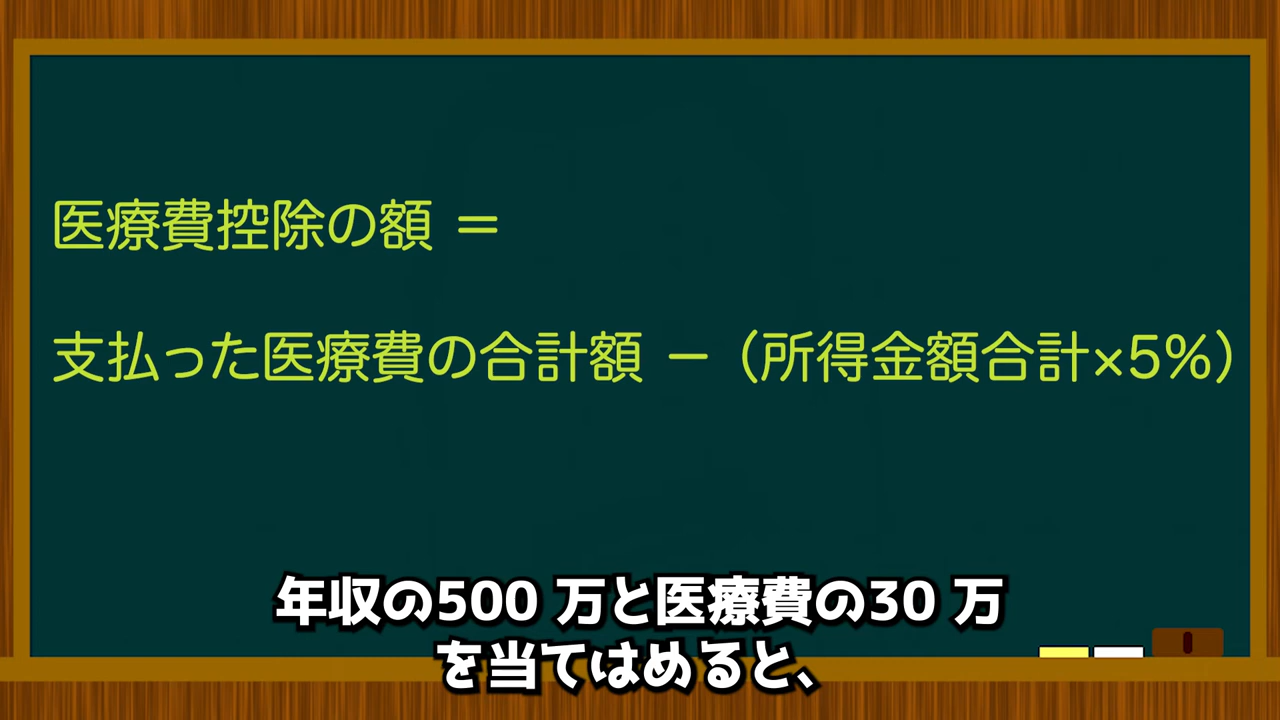 医療費控除の額 ＝
支払った医療費の合計額 －（所得金額合計×5%）
年収の500 万と医療費の30 万
を当てはめると、